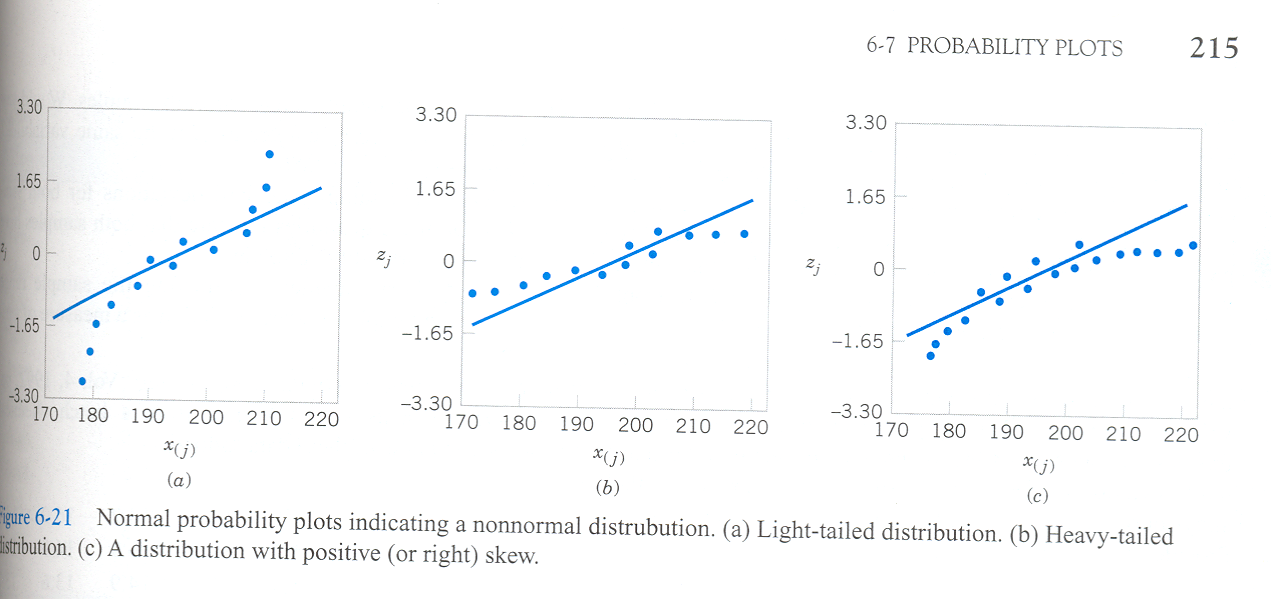 6-7 PROBABILITY PLOTS 215
3.30
1.65
0
-1.65
-3.30
170 180 190 200 210 220
x(j)
(a)
3.30
1.65
zj 0
−1.65
−3.30
170 180 190 200 210 220
x(j)
(b)
3.30
1.65
zj 0
−1.65
−3.30
170 180 190 200 210 220
x(j)
(c)
igure 6-21 Normal probability plots indicating a nonnormal distrubution. (a) Light-tailed distribution. (b) Heavy-tailed
distribution. (c) A distribution with positive (or right) skew.